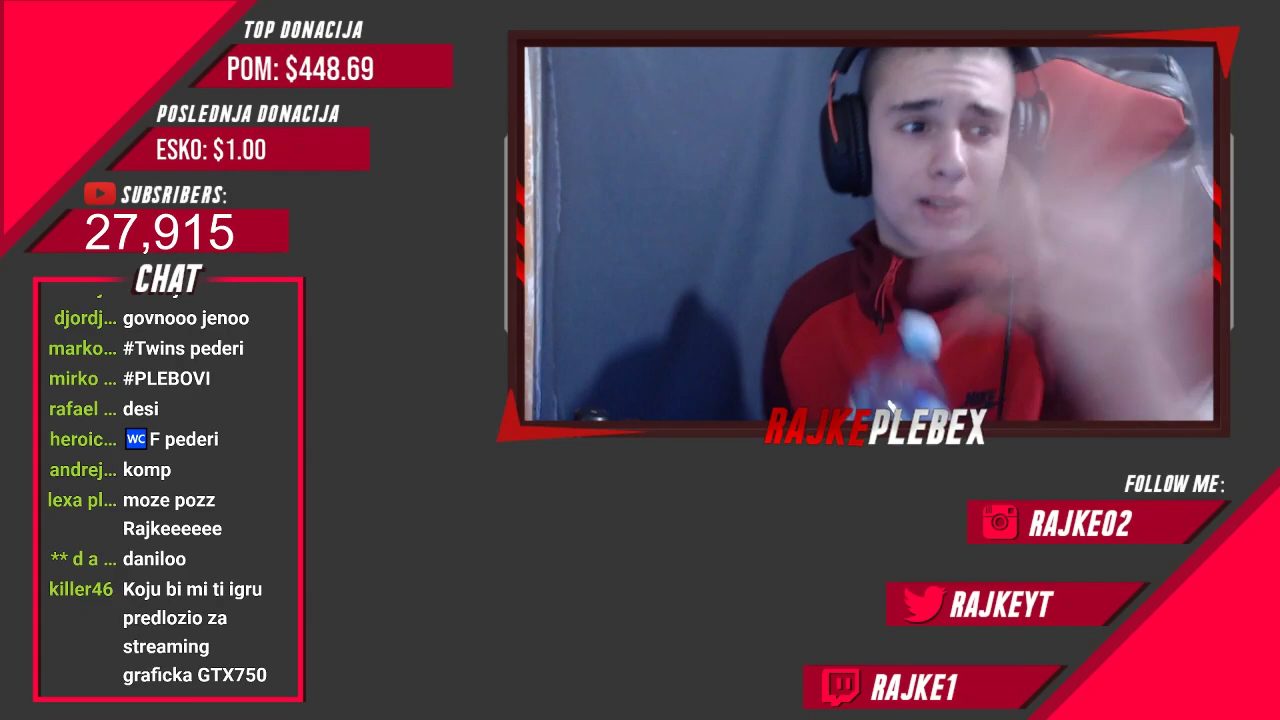 TOP DONACIJA
POM: $448.69
POSLEDNJA DONACIJA
ESKO: $1.00
SUBSRIBERS:
27,915
CHAT
djordj... govnooo jenoo
marko... #Twins pederi
mirko ... #PLEBOVI
rafael ... desi
heroic... WC F pederi
andrej... komp
lexa pl... moze pozz
Rajkeeeeee
** d a ... daniloo
killer46 Koju bi mi ti igru
predlozio za
streaming
graficka GTX750
RAJKEPLEBEX
FOLLOW ME:
RAJKE02
RAJKEYT
RAJKE1